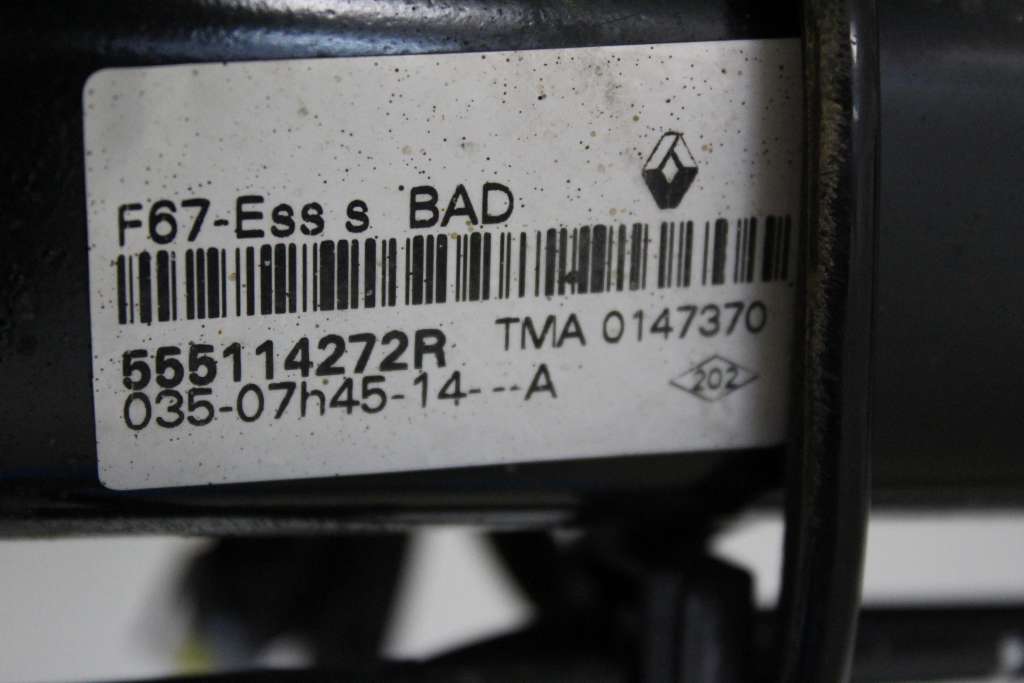 F67-Ess s BAD
555114272R TMA 0147370
035-07h45-14---A 202